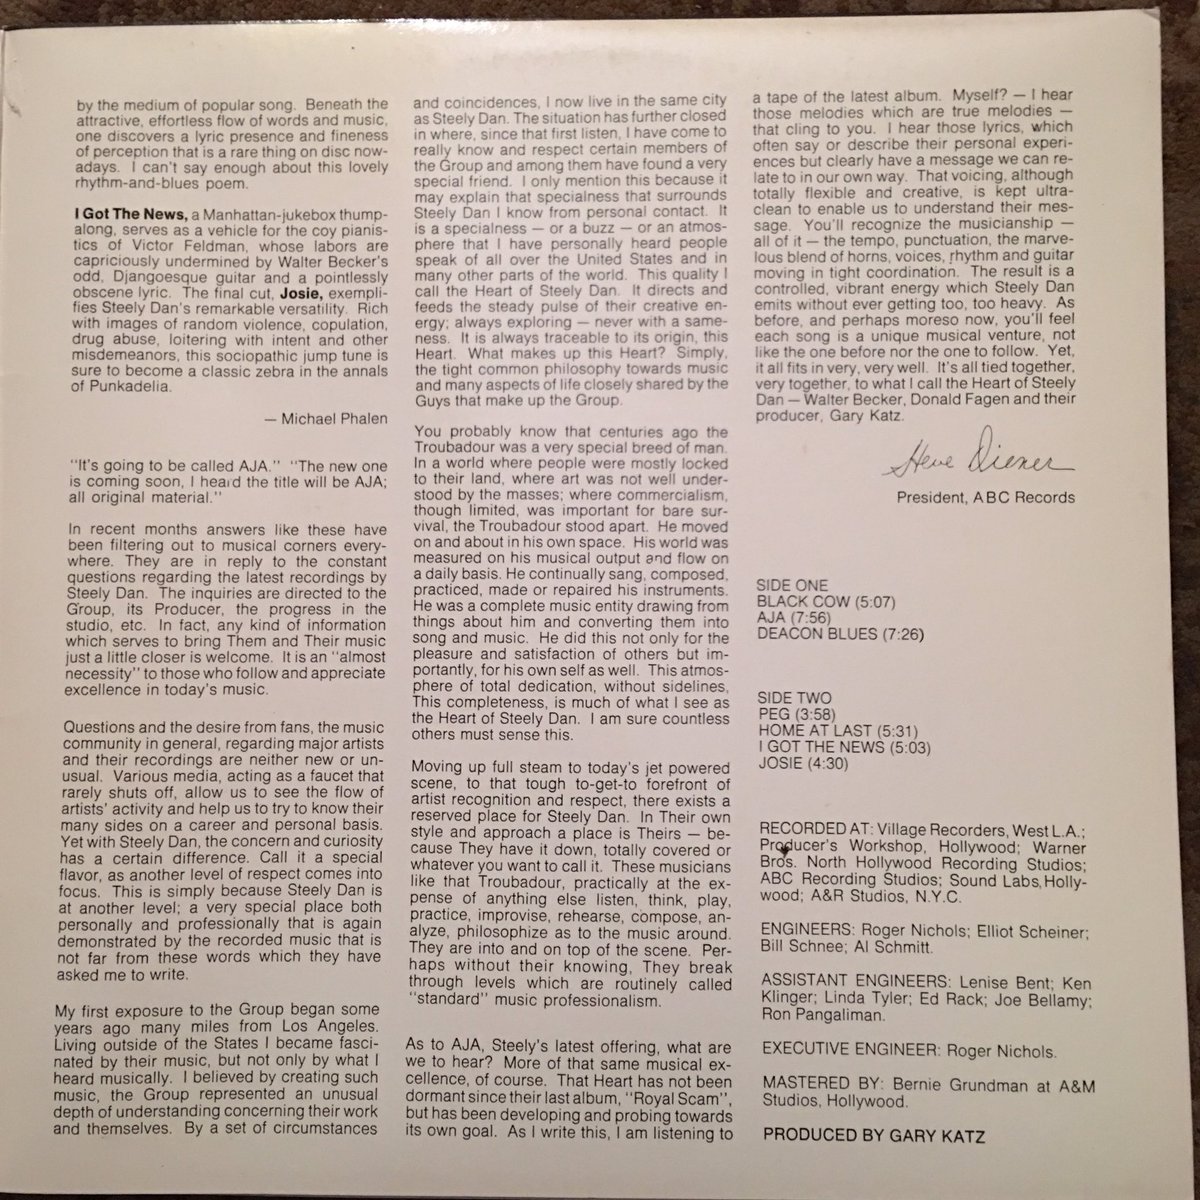 by the medium of popular song. Beneath the
attractive, effortless flow of words and music,
one discovers a lyric presence and fineness
of perception that is a rare thing on disc now-
adays. I can't say enough about this lovely
rhythm-and-blues poem.
I Got The News, a Manhattan-jukebox thump-
along, serves as a vehicle for the coy pianis-
tics of Victor Feldman, whose labors are
capriciously undermined by Walter Becker's
odd, Djangoesque guitar and a pointlessly
obscene lyric. The final cut, Josie, exempli-
fies Steely Dan's remarkable versatility. Rich
with images of random violence, copulation,
drug abuse, loitering with intent and other
misdemeanors, this sociopathic jump tune is
sure to become a classic zebra in the annals
of Punkadelia.
— Michael Phalen
"It's going to be called AJA." "The new one
is coming soon, I heard the title will be AJA;
all original material."
In recent months answers like these have
been filtering out to musical corners every-
where. They are in reply to the constant
questions regarding the latest recordings by
Steely Dan. The inquiries are directed to the
Group, its Producer, the progress in the
studio, etc. In fact, any kind of information
which serves to bring Them and Their music
just a little closer is welcome. It is an "almost
necessity" to those who follow and appreciate
excellence in today's music.
Questions and the desire from fans, the music
community in general, regarding major artists
and their recordings are neither new or un-
usual. Various media, acting as a faucet that
rarely shuts off, allow us to see the flow of
artists' activity and help us to try to know their
many sides on a career and personal basis.
Yet with Steely Dan, the concern and curiosity
has a certain difference. Call it a special
flavor, as another level of respect comes into
focus. This is simply because Steely Dan is
at another level; a very special place both
personally and professionally that is again
demonstrated by the recorded music that is
not far from these words which they have
asked me to write.
My first exposure to the Group began some
years ago many miles from Los Angeles.
Living outside of the States I became fasci-
nated by their music, but not only by what I
heard musically. I believed by creating such
music, the Group represented an unusual
depth of understanding concerning their work
and themselves. By a set of circumstances
and coincidences, I now live in the same city
as Steely Dan. The situation has further closed
in where, since that first listen, I have come to
really know and respect certain members of
the Group and among them have found a very
special friend. I only mention this because it
may explain that specialness that surrounds
Steely Dan I know from personal contact. It
is a specialness — or a buzz — or an atmos-
phere that I have personally heard people
speak of all over the United States and in
many other parts of the world. This quality I
call the Heart of Steely Dan. It directs and
feeds the steady pulse of their creative en-
ergy; always exploring — never with a same-
ness. It is always traceable to its origin, this
Heart. What makes up this Heart? Simply,
the tight common philosophy towards music
and many aspects of life closely shared by the
Guys that make up the Group.
You probably know that centuries ago the
Troubadour was a very special breed of man.
In a world where people were mostly locked
to their land, where art was not well under-
stood by the masses; where commercialism,
though limited, was important for bare sur-
vival, the Troubadour stood apart. He moved
on and about in his own space. His world was
measured on his musical output and flow on
a daily basis. He continually sang, composed,
practiced, made or repaired his instruments.
He was a complete music entity drawing from
things about him and converting them into
song and music. He did this not only for the
pleasure and satisfaction of others but im-
portantly, for his own self as well. This atmos-
phere of total dedication, without sidelines,
This completeness, is much of what I see as
the Heart of Steely Dan. I am sure countless
others must sense this.
Moving up full steam to today's jet powered
scene, to that tough to-get-to forefront of
artist recognition and respect, there exists a
reserved place for Steely Dan. In Their own
style and approach a place is Theirs — be-
cause They have it down, totally covered or
whatever you want to call it. These musicians
like that Troubadour, practically at the ex-
pense of anything else listen, think, play,
practice, improvise, rehearse, compose, an-
alyze, philosophize as to the music around.
They are into and on top of the scene. Per-
haps without their knowing, They break
through levels which are routinely called
"standard" music professionalism.
As to AJA, Steely's latest offering, what are
we to hear? More of that same musical ex-
cellence, of course. That Heart has not been
dormant since their last album, "Royal Scam",
but has been developing and probing towards
its own goal. As I write this, I am listening to
a tape of the latest album. Myself? — I hear
those melodies which are true melodies —
that cling to you. I hear those lyrics, which
often say or describe their personal experi-
ences but clearly have a message we can re-
late to in our own way. That voicing, although
totally flexible and creative, is kept ultra-
clean to enable us to understand their mes-
sage. You'll recognize the musicianship —
all of it — the tempo, punctuation, the marve-
lous blend of horns, voices, rhythm and guitar
moving in tight coordination. The result is a
controlled, vibrant energy which Steely Dan
emits without ever getting too, too heavy. As
before, and perhaps moreso now, you'll feel
each song is a unique musical venture, not
like the one before nor the one to follow. Yet,
it all fits in very, very well. It's all tied together,
very together, to what I call the Heart of Steely
Dan — Walter Becker, Donald Fagen and their
producer, Gary Katz.
Steve Diener
President, ABC Records
SIDE ONE
BLACK COW (5:07)
AJA (7:56)
DEACON BLUES (7:26)
SIDE TWO
PEG (3:58)
HOME AT LAST (5:31)
I GOT THE NEWS (5:03)
JOSIE (4:30)
RECORDED AT: Village Recorders, West L.A.;
Producer's Workshop, Hollywood; Warner
Bros. North Hollywood Recording Studios;
ABC Recording Studios; Sound Labs, Holly-
wood; A&R Studios, N.Y.C.
ENGINEERS: Roger Nichols; Elliot Scheiner;
Bill Schnee; Al Schmitt.
ASSISTANT ENGINEERS: Lenise Bent; Ken
Klinger; Linda Tyler; Ed Rack; Joe Bellamy;
Ron Pangaliman.
EXECUTIVE ENGINEER: Roger Nichols.
MASTERED BY: Bernie Grundman at A&M
Studios, Hollywood.
PRODUCED BY GARY KATZ